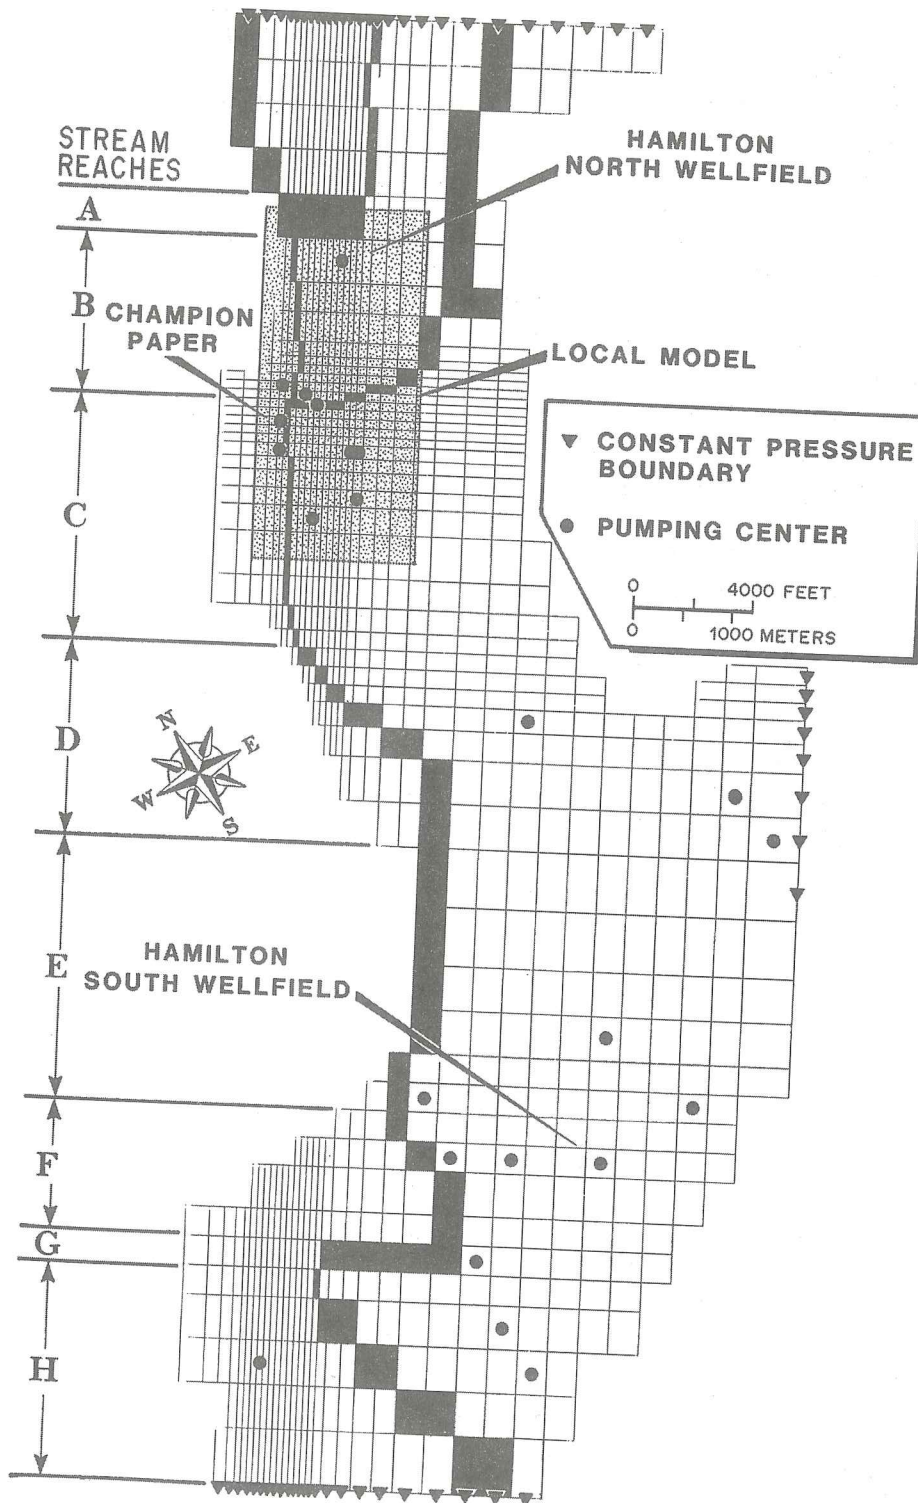 STREAM
REACHES
HAMILTON
NORTH WELLFIELD
A
B
CHAMPION
PAPER
LOCAL MODEL
CONSTANT PRESSURE
BOUNDARY
PUMPING CENTER
0 4000 FEET
0 1000 METERS
C
D
N
E
W
S
E
HAMILTON
SOUTH WELLFIELD
F
G
H